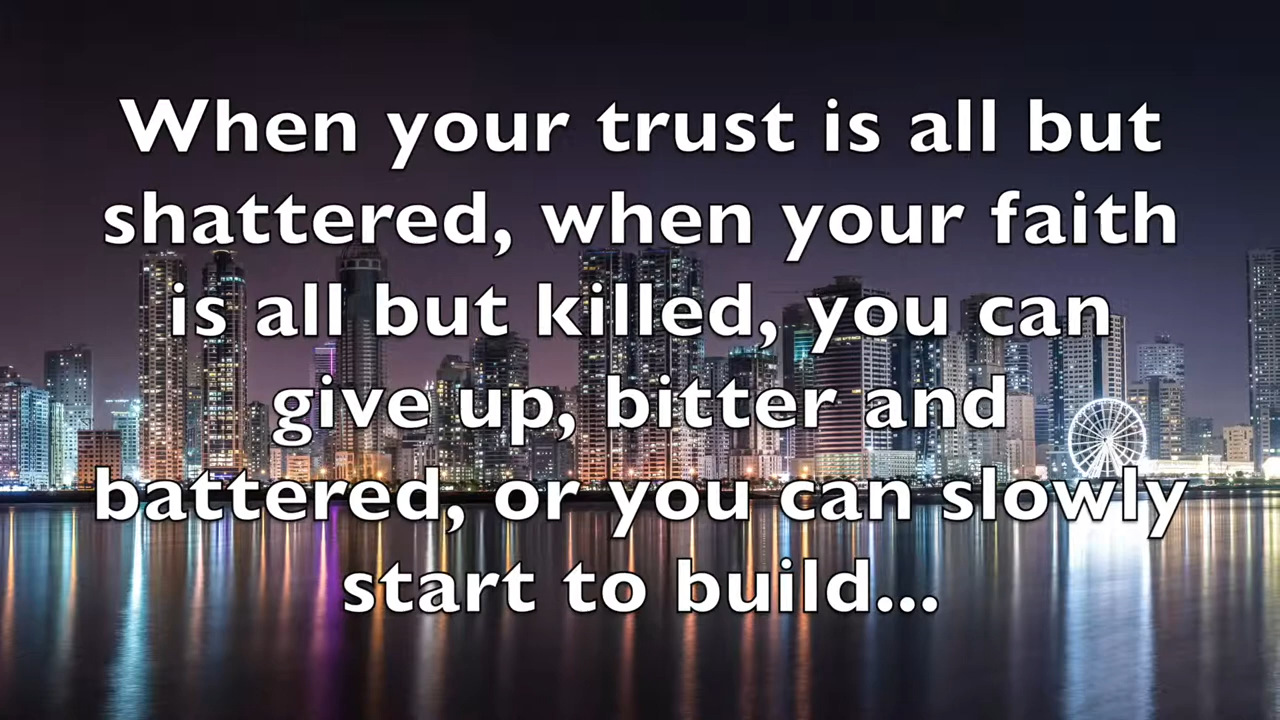 When your trust is all but
shattered, when your faith
is all but killed, you can
give up, bitter and
battered, or you can slowly
start to build...